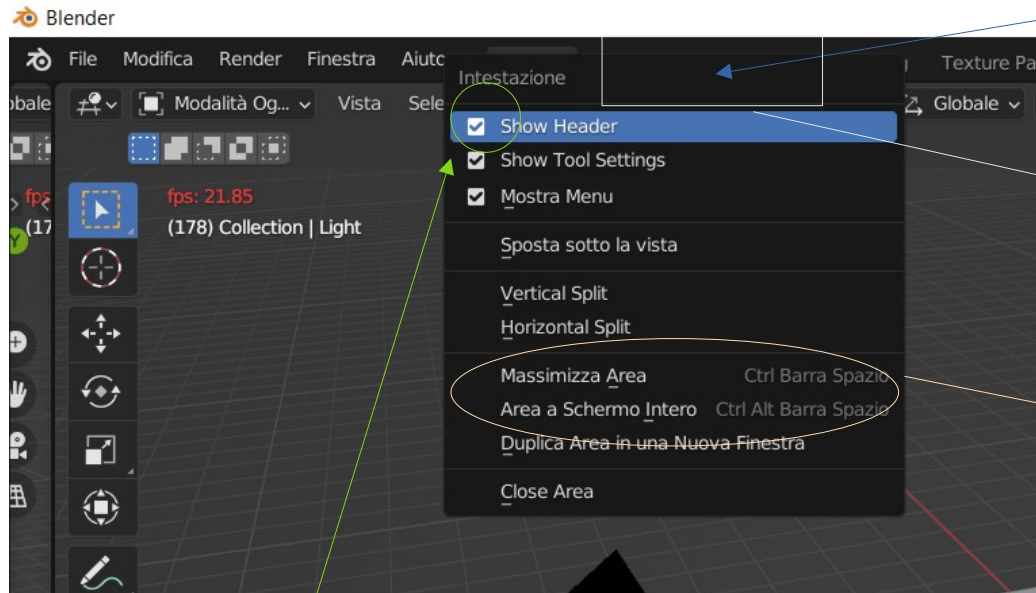 Blender
File Modifica Render Finestra Aiuto
Texture Pa
Intestazione
obale Modalità Og... Vista Sele Globale
Show Header
Show Tool Settings
Mostra Menu
fps fps: 21.85
(17 (178) Collection | Light
Y
Sposta sotto la vista
Vertical Split
Horizontal Split
Massimizza Area Ctrl Barra Spazio
Area a Schermo Intero Ctrl Alt Barra Spazio
Duplica Area in una Nuova Finestra
Close Area